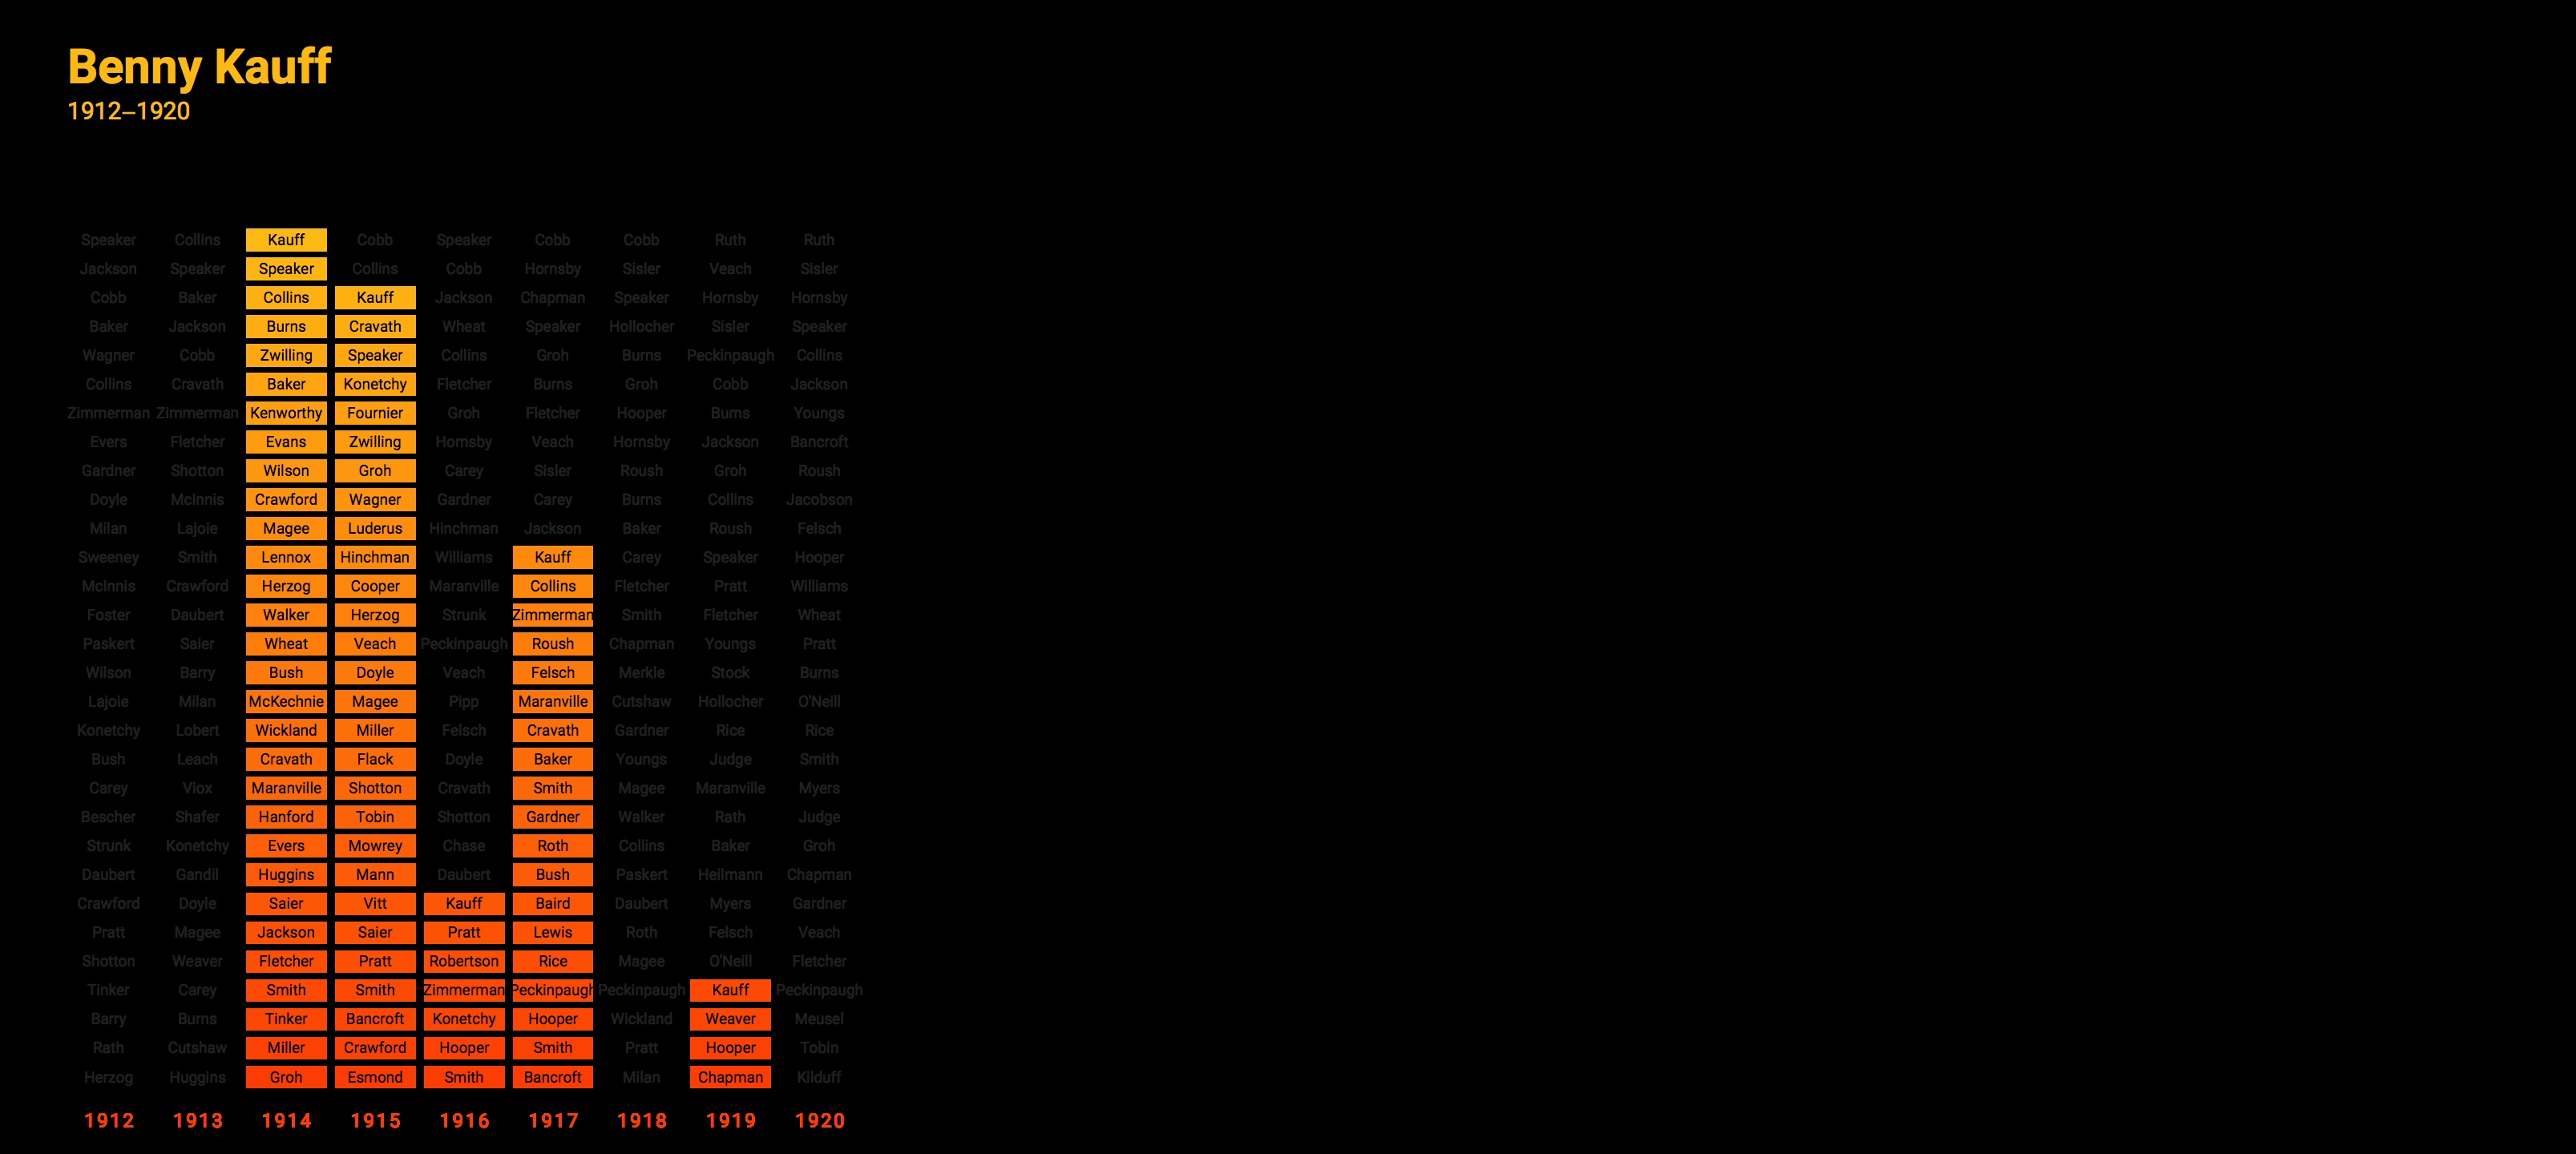 Benny Kauff
1912–1920
Speaker Collins Kauff Cobb Speaker Cobb Cobb Ruth Ruth
Jackson Speaker Speaker Collins Cobb Hornsby Sisler Veach Sisler
Cobb Baker Collins Kauff Jackson Chapman Speaker Hornsby Hornsby
Baker Jackson Burns Cravath Wheat Speaker Hollocher Sisler Speaker
Wagner Cobb Zwilling Speaker Collins Groh Burns Peckinpaugh Collins
Collins Cravath Baker Konetchy Fletcher Burns Groh Cobb Jackson
Zimmerman Zimmerman Kenworthy Fournier Groh Fletcher Hooper Burns Youngs
Evers Fletcher Evans Zwilling Hornsby Veach Hornsby Jackson Bancroft
Gardner Shotton Wilson Groh Carey Sisler Roush Groh Roush
Doyle McInnis Crawford Wagner Gardner Carey Burns Collins Jacobson
Milan Lajoie Magee Luderus Hinchman Jackson Baker Roush Felsch
Sweeney Smith Lennox Hinchman Williams Kauff Carey Speaker Hooper
McInnis Crawford Herzog Cooper Maranville Collins Fletcher Pratt Williams
Foster Daubert Walker Herzog Strunk Zimmerman Smith Fletcher Wheat
Paskert Saier Wheat Veach Peckinpaugh Roush Chapman Youngs Pratt
Wilson Barry Bush Doyle Veach Felsch Merkle Stock Burns
Lajoie Milan McKechnie Magee Pipp Maranville Cutshaw Hollocher O'Neill
Konetchy Lobert Wickland Miller Felsch Cravath Gardner Rice Rice
Bush Leach Cravath Flack Doyle Baker Youngs Judge Smith
Carey Viox Maranville Shotton Cravath Smith Magee Maranville Myers
Bescher Shafer Hanford Tobin Shotton Gardner Walker Rath Judge
Strunk Konetchy Evers Mowrey Chase Roth Collins Baker Groh
Daubert Gandil Huggins Mann Daubert Bush Paskert Heilmann Chapman
Crawford Doyle Saier Vitt Kauff Baird Daubert Myers Gardner
Pratt Magee Jackson Saier Pratt Lewis Roth Felsch Veach
Shotton Weaver Fletcher Pratt Robertson Rice Magee O'Neill Fletcher
Tinker Carey Smith Smith Zimmerman Peckinpaugh Peckinpaugh Kauff Peckinpaugh
Barry Burns Tinker Bancroft Konetchy Hooper Wickland Weaver Meusel
Rath Cutshaw Miller Crawford Hooper Smith Pratt Hooper Tobin
Herzog Huggins Groh Esmond Smith Bancroft Milan Chapman Kilduff
1912 1913 1914 1915 1916 1917 1918 1919 1920